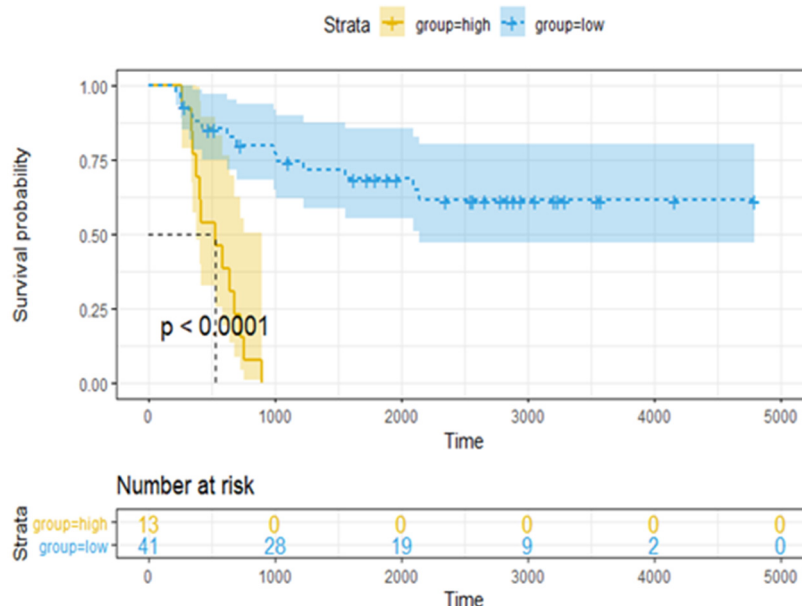 Strata group=high group=low
Survival probability
1.00
0.75
0.50
0.25
0.00
p < 0.0001
0 1000 2000 3000 4000 5000
Time
Number at risk
Strata
group=high 13 0 0 0 0 0
group=low 41 28 19 9 2 0
0 1000 2000 3000 4000 5000
Time